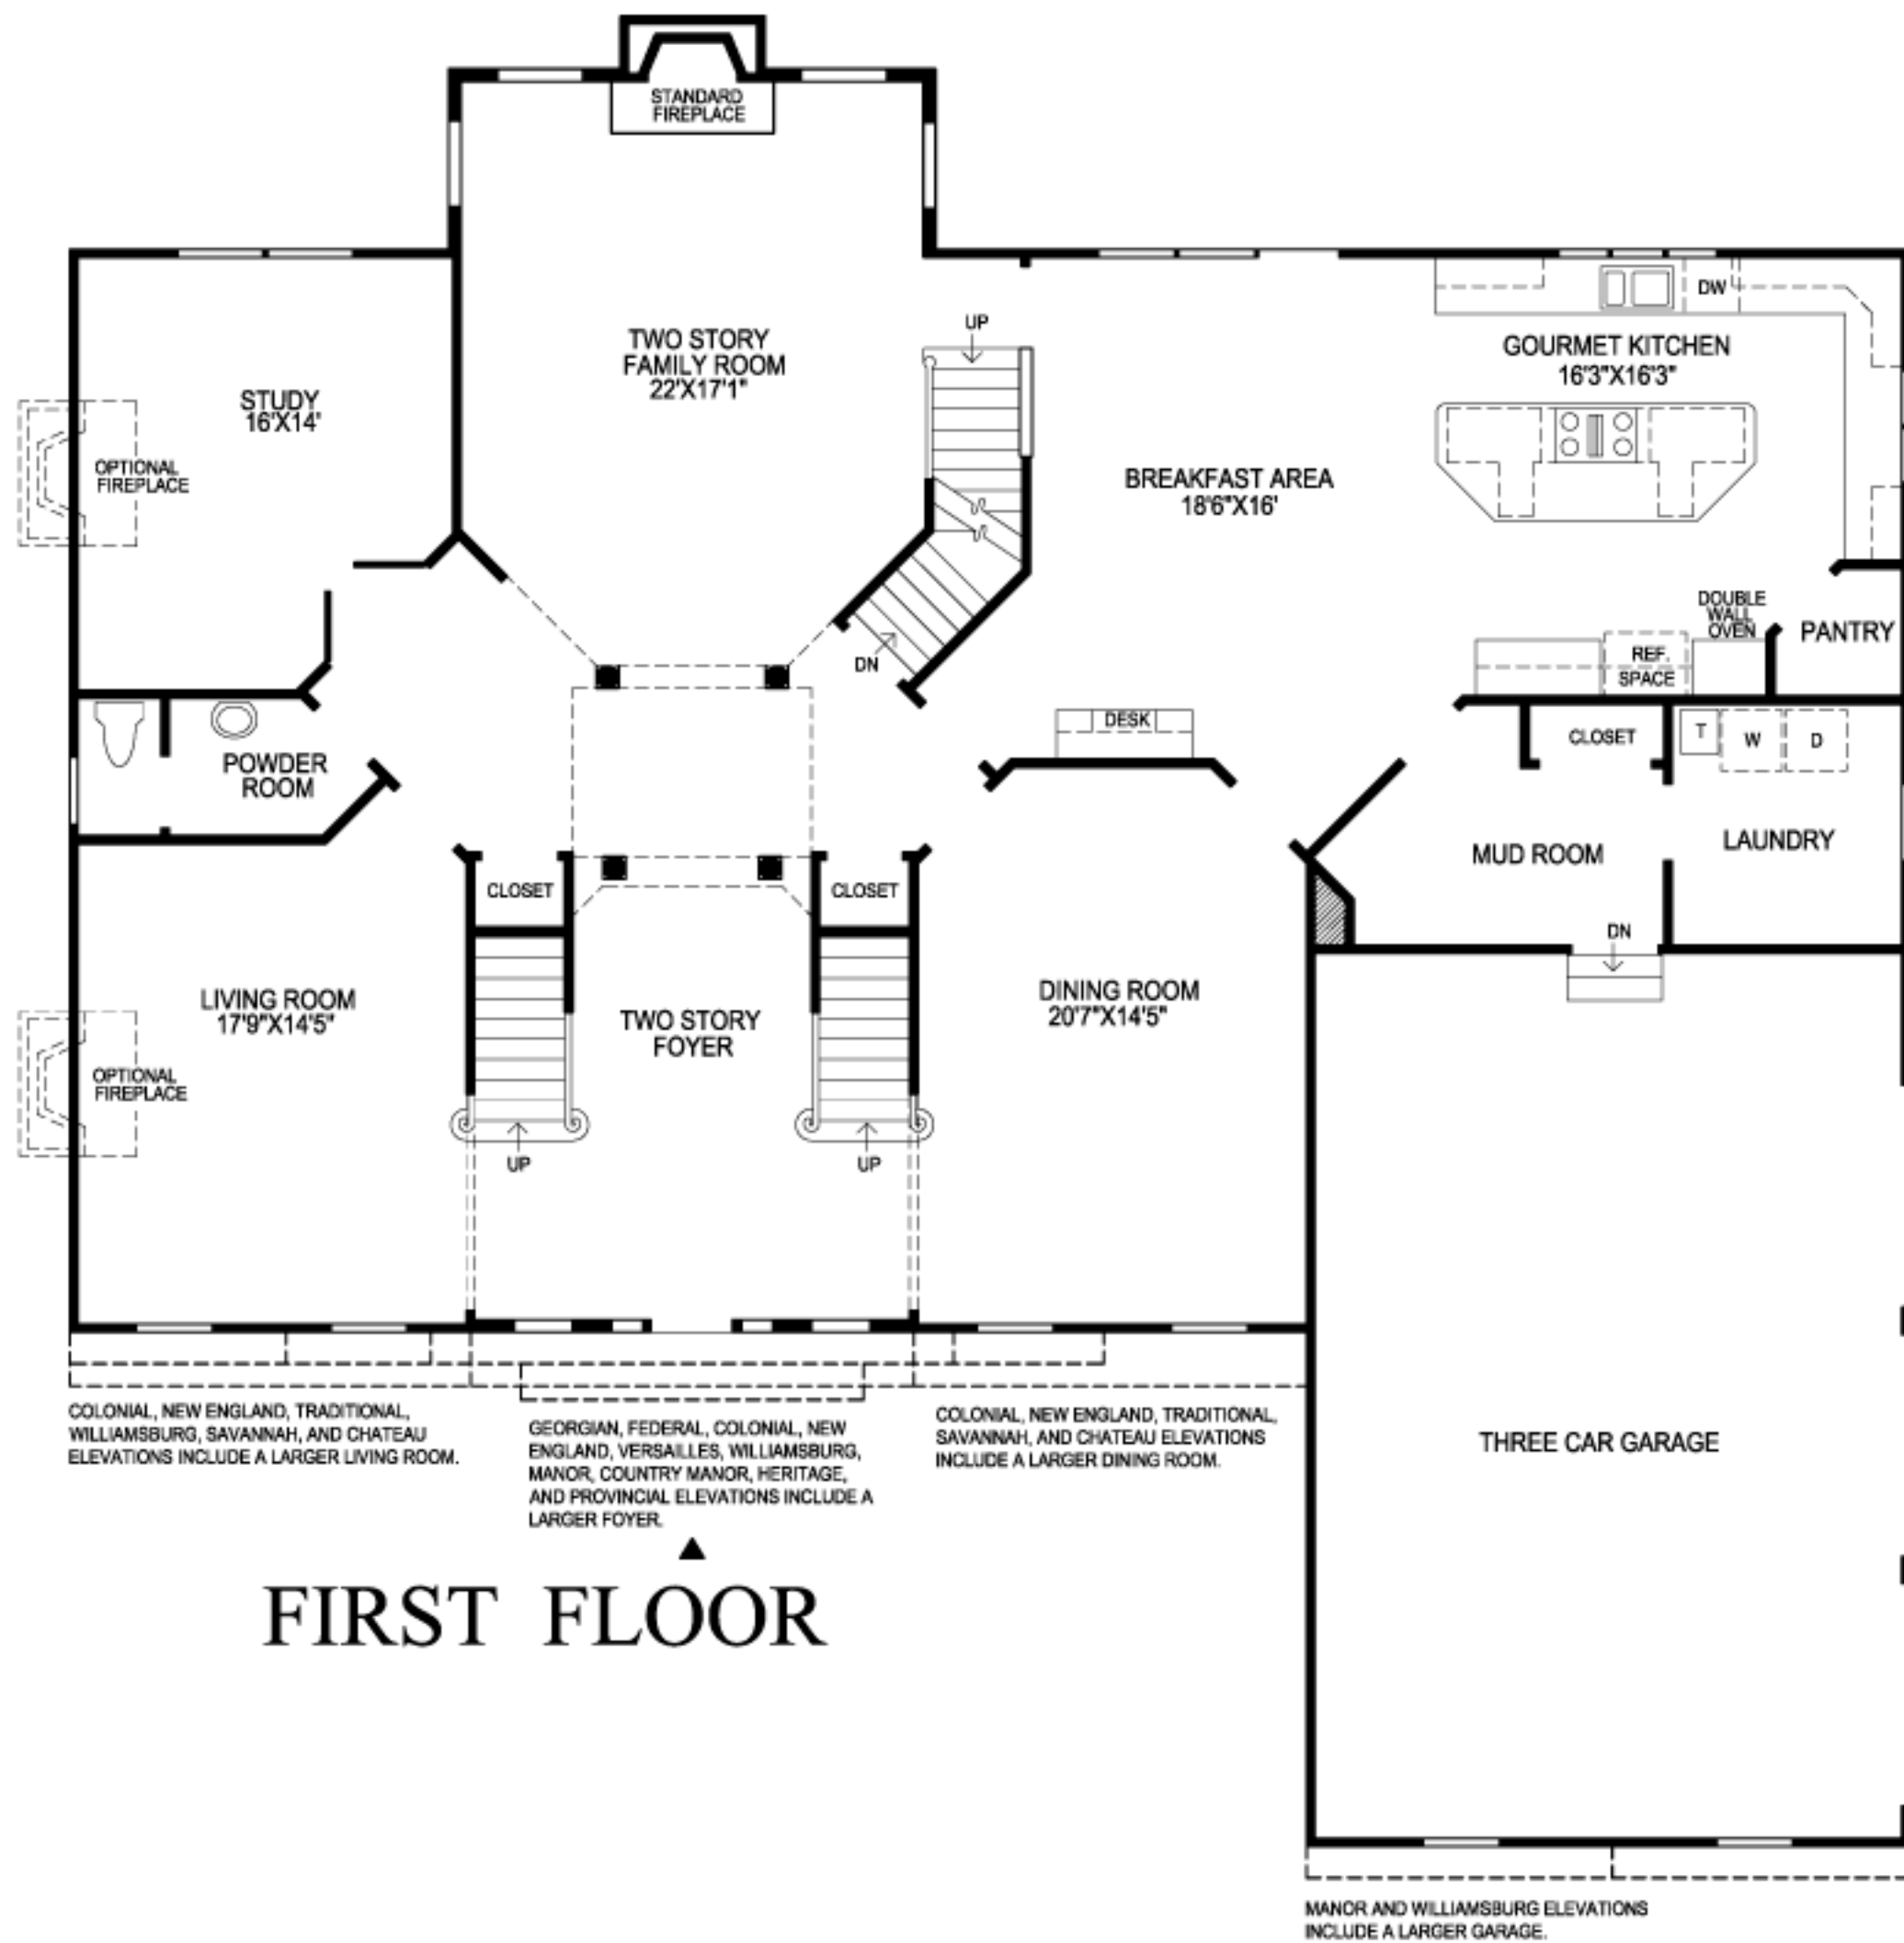 STANDARD
FIREPLACE
UP
TWO STORY
FAMILY ROOM
22'X17'1"
GOURMET KITCHEN
16'3"X16'3"
DW
STUDY
16'X14'
OPTIONAL
FIREPLACE
BREAKFAST AREA
18'6"X16'
DOUBLE
WALL
OVEN
PANTRY
REF.
SPACE
DN
DESK
CLOSET
T
W
D
POWDER
ROOM
MUD ROOM
LAUNDRY
CLOSET
CLOSET
DN
LIVING ROOM
17'9"X14'5"
TWO STORY
FOYER
DINING ROOM
20'7"X14'5"
OPTIONAL
FIREPLACE
UP
UP
COLONIAL, NEW ENGLAND, TRADITIONAL,
WILLIAMSBURG, SAVANNAH, AND CHATEAU
ELEVATIONS INCLUDE A LARGER LIVING ROOM.
GEORGIAN, FEDERAL, COLONIAL, NEW
ENGLAND, VERSAILLES, WILLIAMSBURG,
MANOR, COUNTRY MANOR, HERITAGE,
AND PROVINCIAL ELEVATIONS INCLUDE A
LARGER FOYER.
COLONIAL, NEW ENGLAND, TRADITIONAL,
SAVANNAH, AND CHATEAU ELEVATIONS
INCLUDE A LARGER DINING ROOM.
THREE CAR GARAGE
FIRST FLOOR
MANOR AND WILLIAMSBURG ELEVATIONS
INCLUDE A LARGER GARAGE.